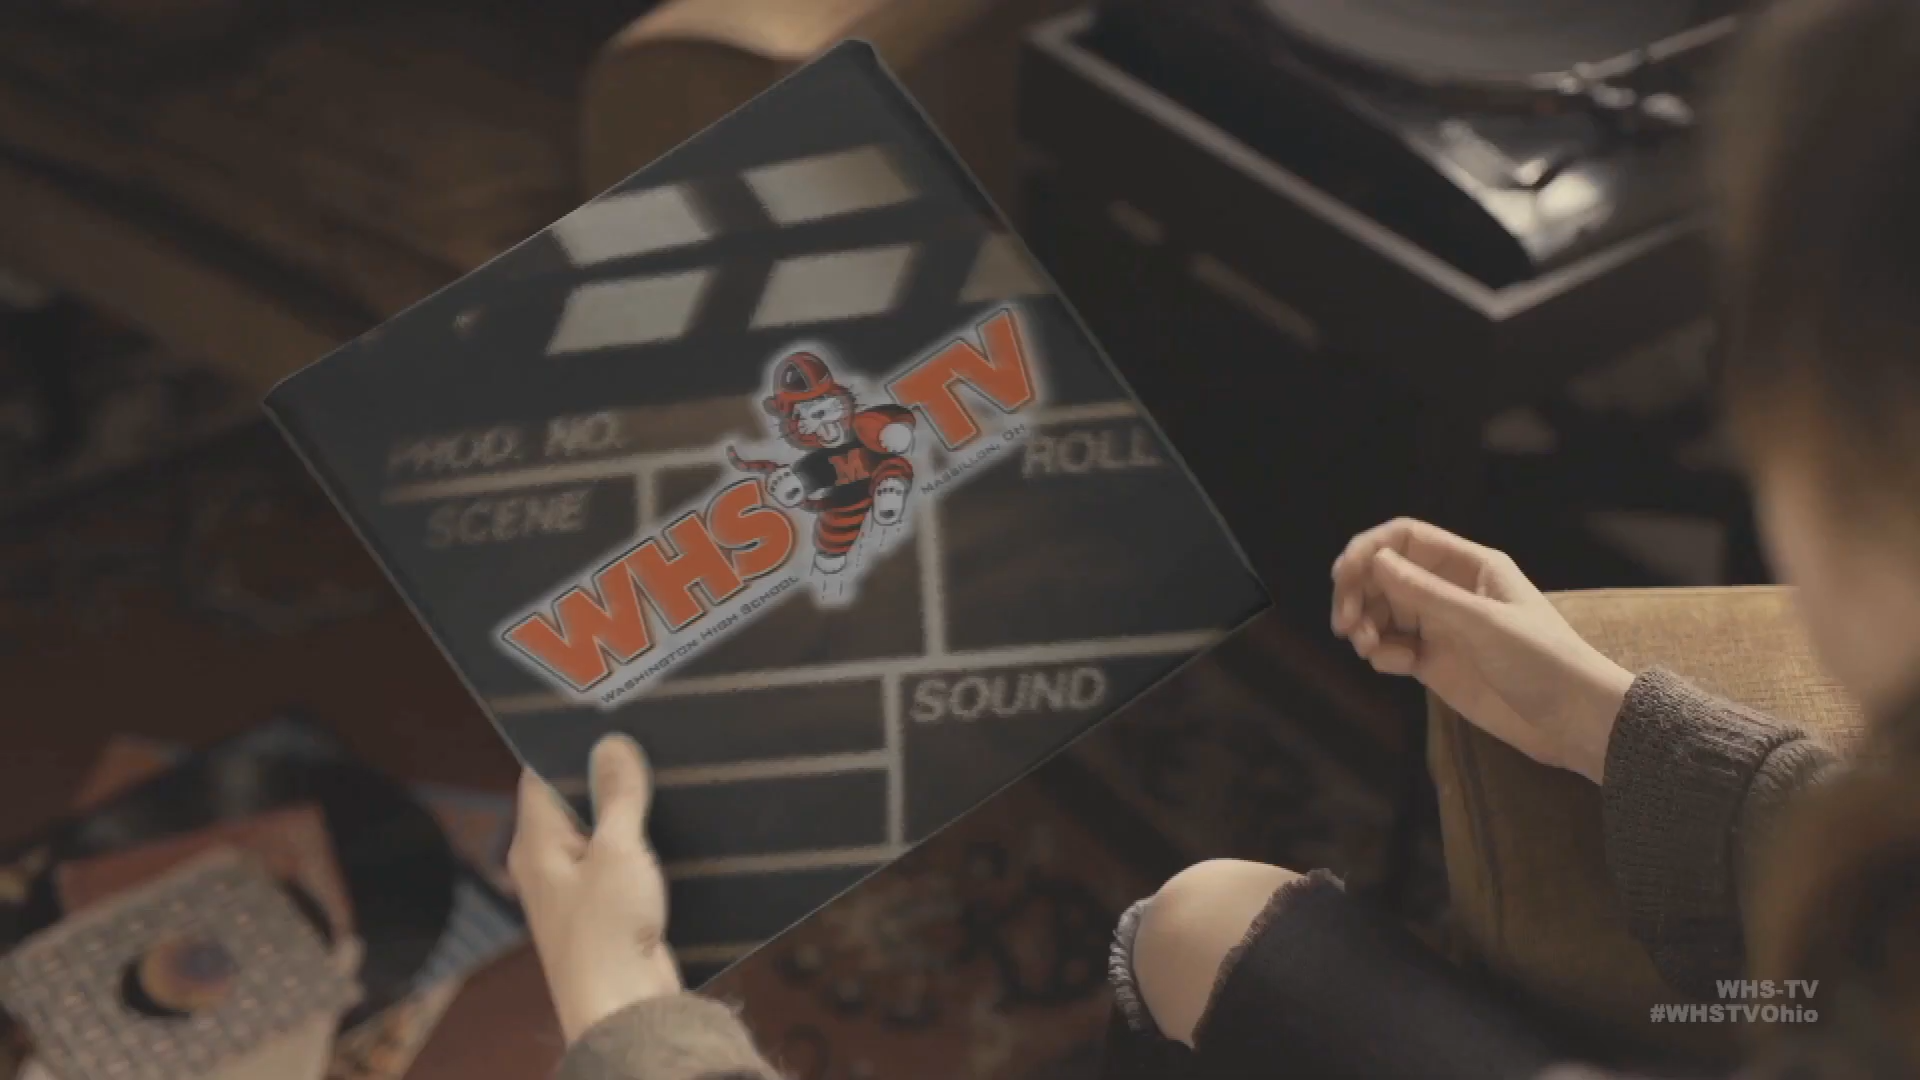 PROD. NO.
SCENE
ROLL
WHS TV
M
WASHINGTON HIGH SCHOOL
MASSILLON, OH
SOUND
WHS-TV
#WHSTVOhio